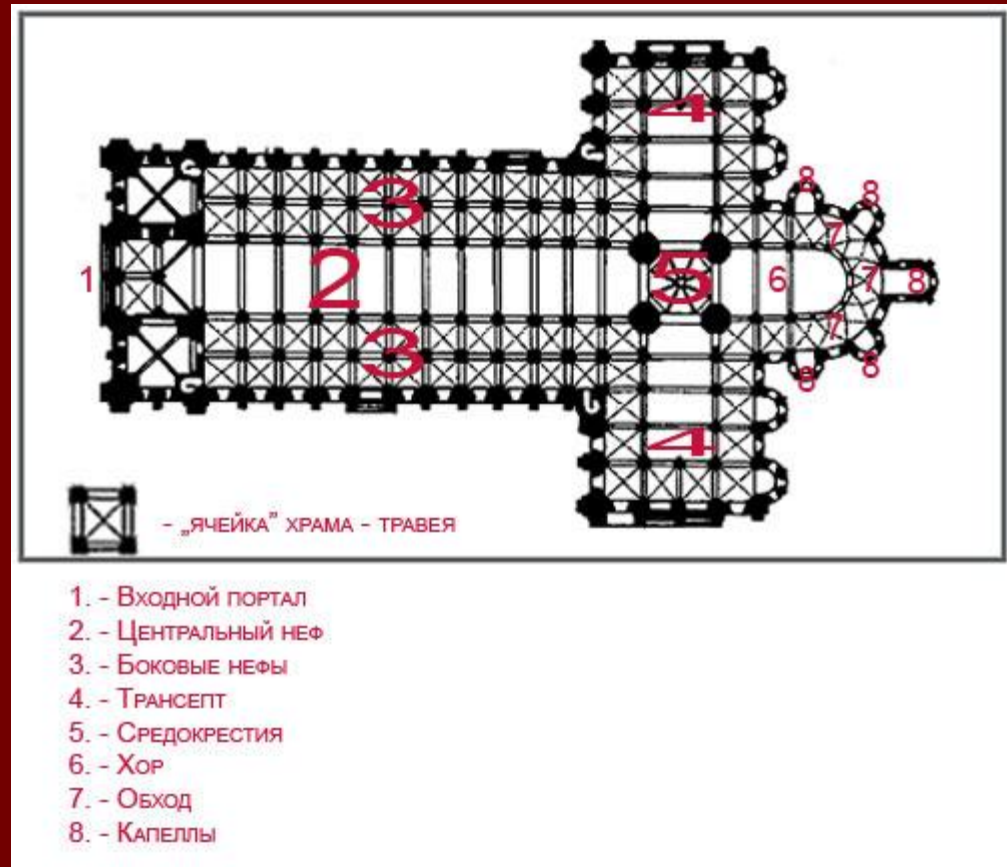 4
3
8
8
7
1
2
5
6
7
8
3
7
8
8
4
- „ЯЧЕЙКА” ХРАМА - ТРАВЕЯ
1. - Входной портал
2. - Центральный неф
3. - Боковые нефы
4. - Трансепт
5. - Средокрестия
6. - Хор
7. - Обход
8. - Капеллы